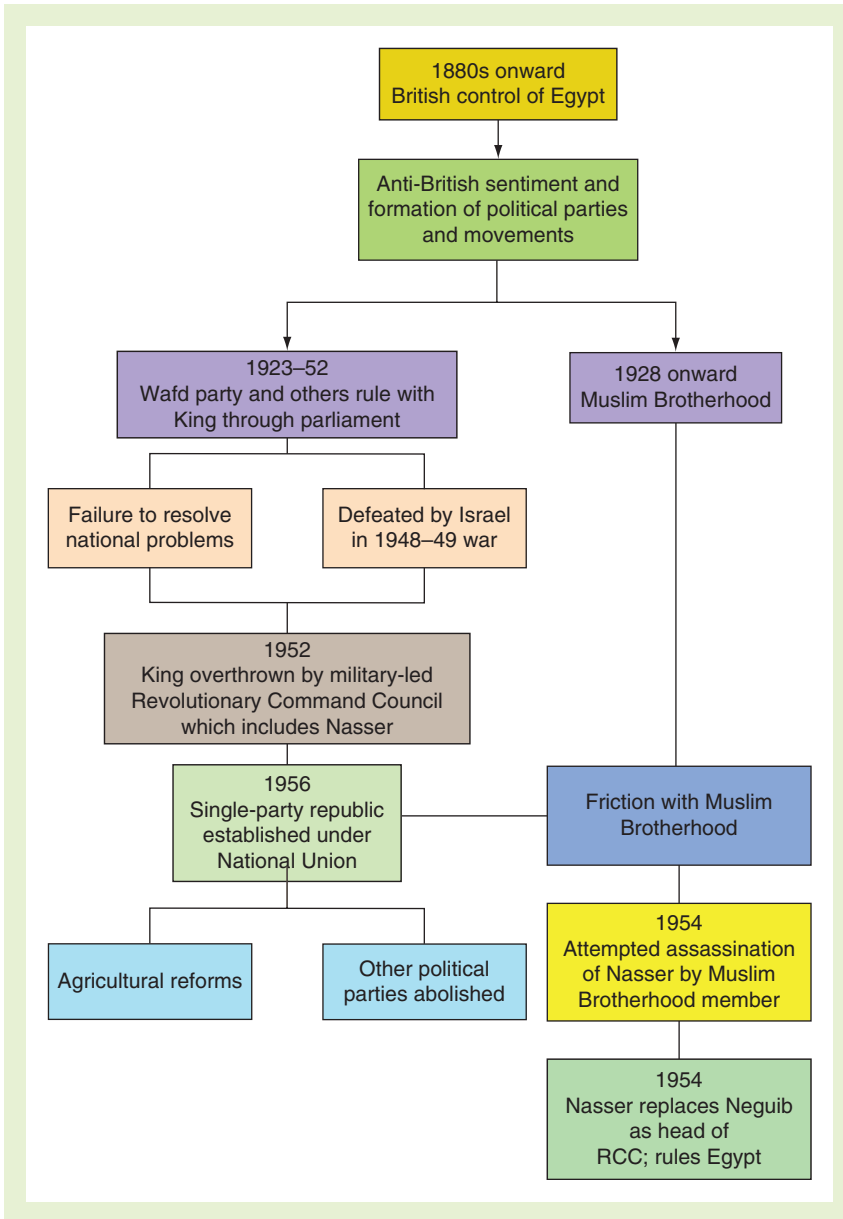 1880s onward
British control of Egypt
Anti-British sentiment and
formation of political parties
and movements
1923–52
Wafd party and others rule with
King through parliament
1928 onward
Muslim Brotherhood
Failure to resolve
national problems
Defeated by Israel
in 1948–49 war
1952
King overthrown by military-led
Revolutionary Command Council
which includes Nasser
1956
Single-party republic
established under
National Union
Friction with Muslim
Brotherhood
Agricultural reforms
Other political
parties abolished
1954
Attempted assassination
of Nasser by Muslim
Brotherhood member
1954
Nasser replaces Neguib
as head of
RCC; rules Egypt